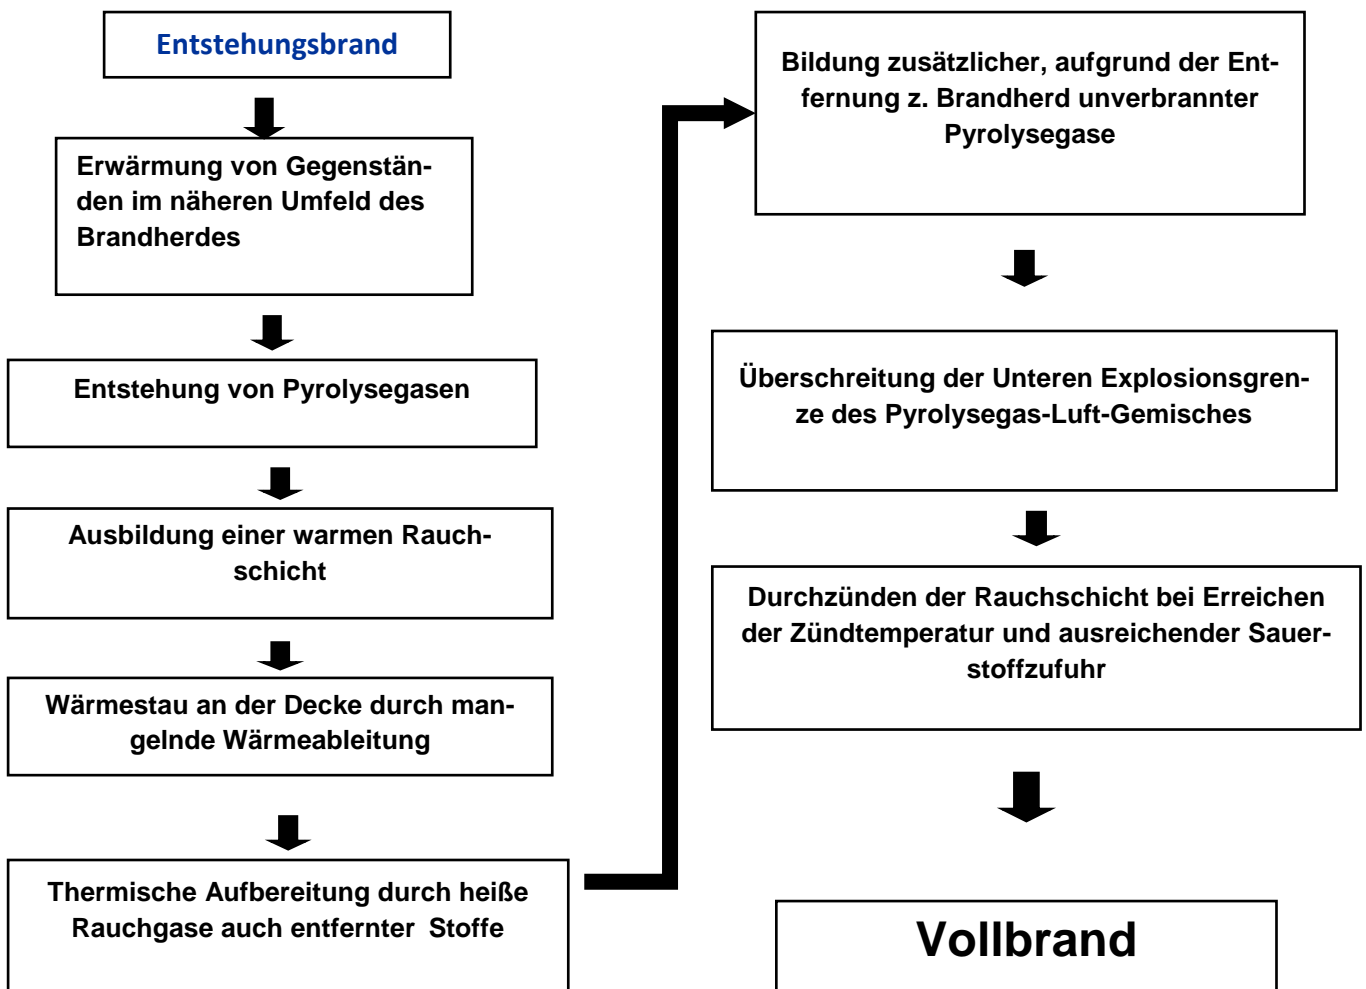 Entstehungsbrand
Erwärmung von Gegenstän-
den im näheren Umfeld des
Brandherdes
Entstehung von Pyrolysegasen
Ausbildung einer warmen Rauch-
schicht
Wärmestau an der Decke durch man-
gelnde Wärmeableitung
Thermische Aufbereitung durch heiße
Rauchgase auch entfernter Stoffe
Bildung zusätzlicher, aufgrund der Ent-
fernung z. Brandherd unverbrannter
Pyrolysegase
Überschreitung der Unteren Explosionsgren-
ze des Pyrolysegas-Luft-Gemisches
Durchzünden der Rauchschicht bei Erreichen
der Zündtemperatur und ausreichender Sauer-
stoffzufuhr
Vollbrand